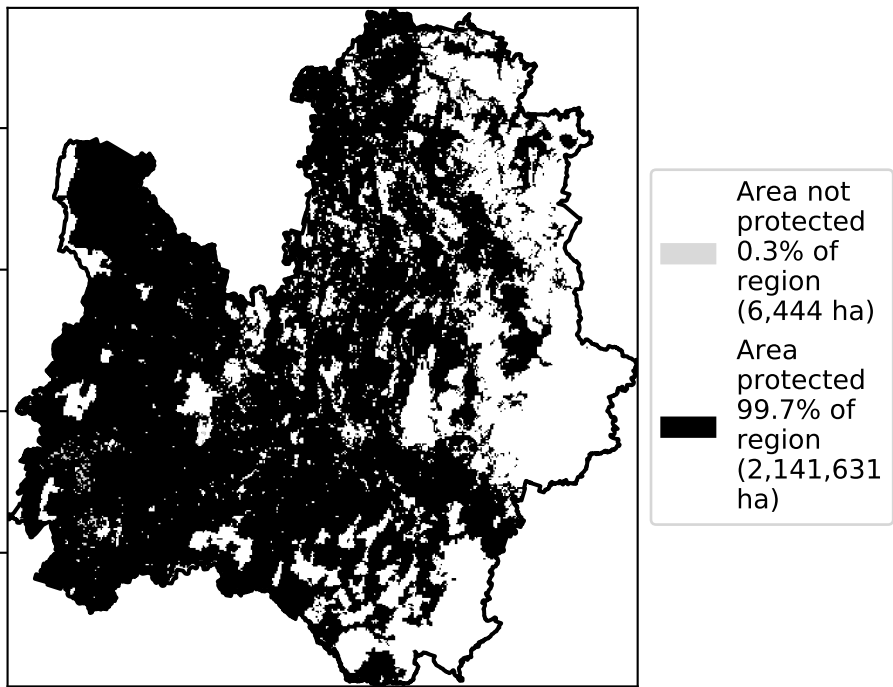 Area not
protected
0.3% of
region
(6,444 ha)
Area
protected
99.7% of
region
(2,141,631
ha)